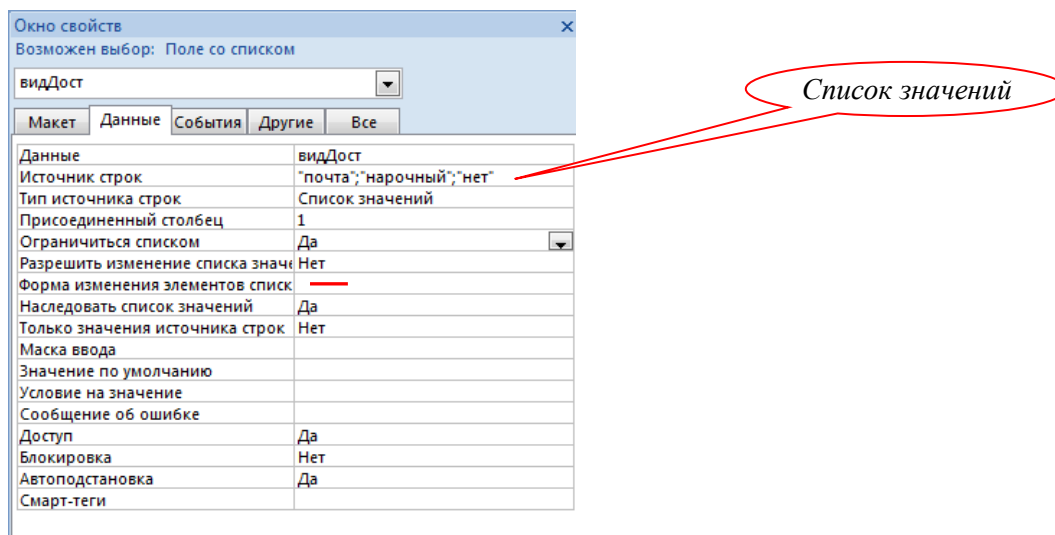 Окно свойств
Возможен выбор: Поле со списком
видДост
Макет Данные События Другие Все
Данные видДост
Источник строк "почта";"нарочный";"нет"
Тип источника строк Список значений
Присоединенный столбец 1
Ограничиться списком Да
Разрешить изменение списка значе Нет
Форма изменения элементов списк
Наследовать список значений Да
Только значения источника строк Нет
Маска ввода
Значение по умолчанию
Условие на значение
Сообщение об ошибке
Доступ Да
Блокировка Нет
Автоподстановка Да
Смарт-теги
Список значений